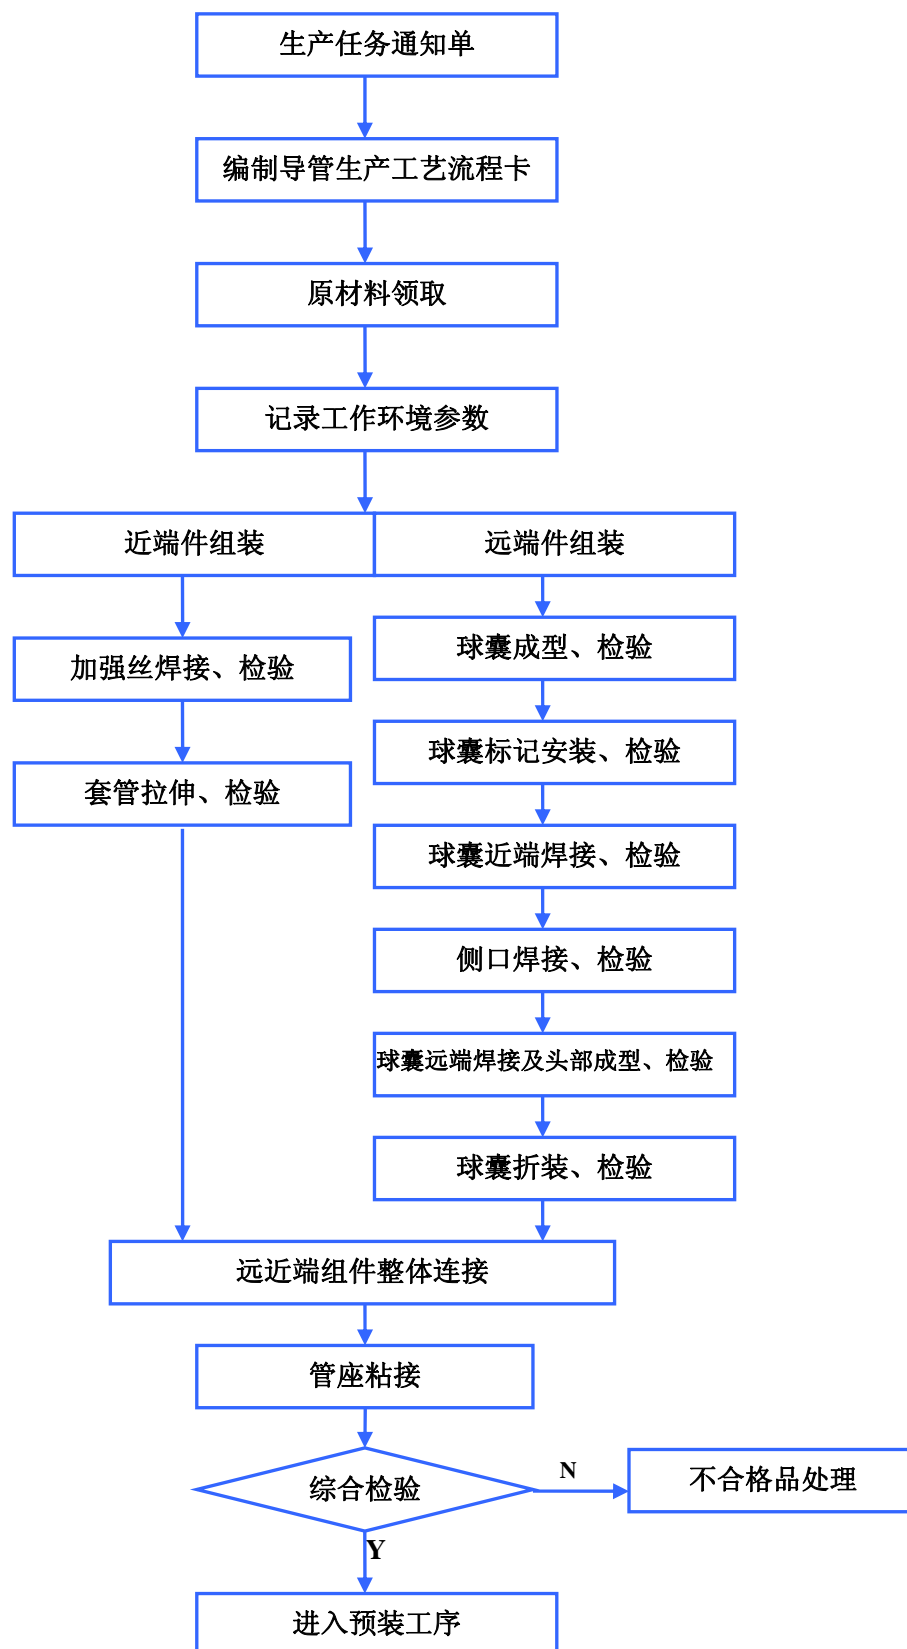 生产任务通知单
编制导管生产工艺流程卡
原材料领取
记录工作环境参数
近端件组装
远端件组装
加强丝焊接、检验
套管拉伸、检验
球囊成型、检验
球囊标记安装、检验
球囊近端焊接、检验
侧口焊接、检验
球囊远端焊接及头部成型、检验
球囊折装、检验
远近端组件整体连接
管座粘接
综合检验
N
不合格品处理
Y
进入预装工序